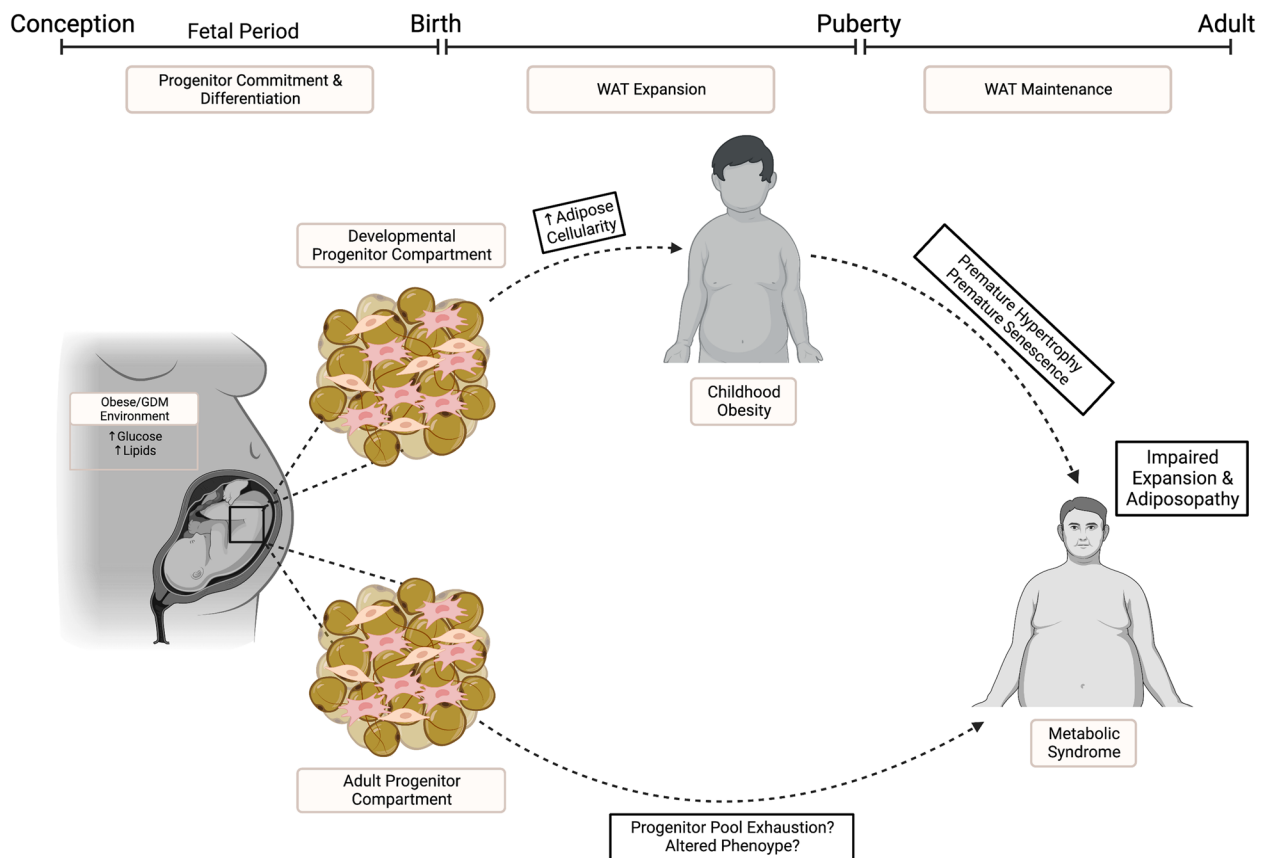 Conception
Fetal Period
Birth
Puberty
Adult
Progenitor Commitment &
Differentiation
WAT Expansion
WAT Maintenance
Developmental
Progenitor Compartment
↑ Adipose
Cellularity
Premature Hypertrophy
Premature Senescence
Obese/GDM
Environment
↑Glucose
↑Lipids
Childhood
Obesity
Impaired
Expansion &
Adiposopathy
Metabolic
Syndrome
Adult Progenitor
Compartment
Progenitor Pool Exhaustion?
Altered Phenoype?